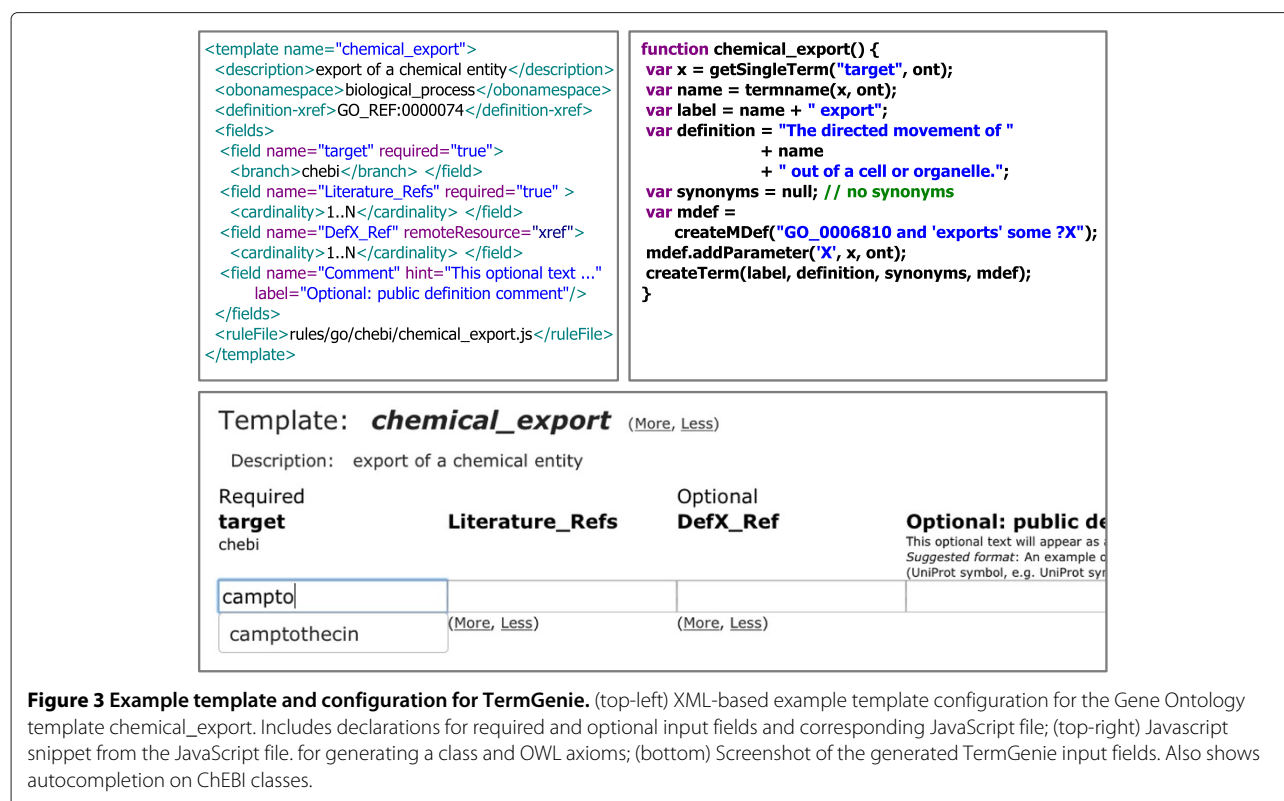 <template name="chemical_export">
<description>export of a chemical entity</description>
<obonamespace>biological_process</obonamespace>
<definition-xref>GO_REF:0000074</definition-xref>
<fields>
<field name="target" required="true">
<branch>chebi</branch> </field>
<field name="Literature_Refs" required="true" >
<cardinality>1..N</cardinality> </field>
<field name="DefX_Ref" remoteResource="xref">
<cardinality>1..N</cardinality> </field>
<field name="Comment" hint="This optional text ..."
label="Optional: public definition comment"/>
</fields>
<ruleFile>rules/go/chebi/chemical_export.js</ruleFile>
</template>
function chemical_export() {
var x = getSingleTerm("target", ont);
var name = termname(x, ont);
var label = name + " export";
var definition = "The directed movement of "
+ name
+ " out of a cell or organelle.";
var synonyms = null; // no synonyms
var mdef =
createMDef("GO_0006810 and 'exports' some ?X");
mdef.addParameter('X', x, ont);
createTerm(label, definition, synonyms, mdef);
}
Template: chemical_export (More, Less)
Description: export of a chemical entity
Required Optional
target Literature_Refs DefX_Ref Optional: public de
chebi This optional text will appear as
Suggested format: An example
(UniProt symbol, e.g. UniProt syr
campto
camptothecin (More, Less) (More, Less)
Figure 3 Example template and configuration for TermGenie. (top-left) XML-based example template configuration for the Gene Ontology
template chemical_export. Includes declarations for required and optional input fields and corresponding JavaScript file; (top-right) Javascript
snippet from the JavaScript file. for generating a class and OWL axioms; (bottom) Screenshot of the generated TermGenie input fields. Also shows
autocompletion on ChEBI classes.